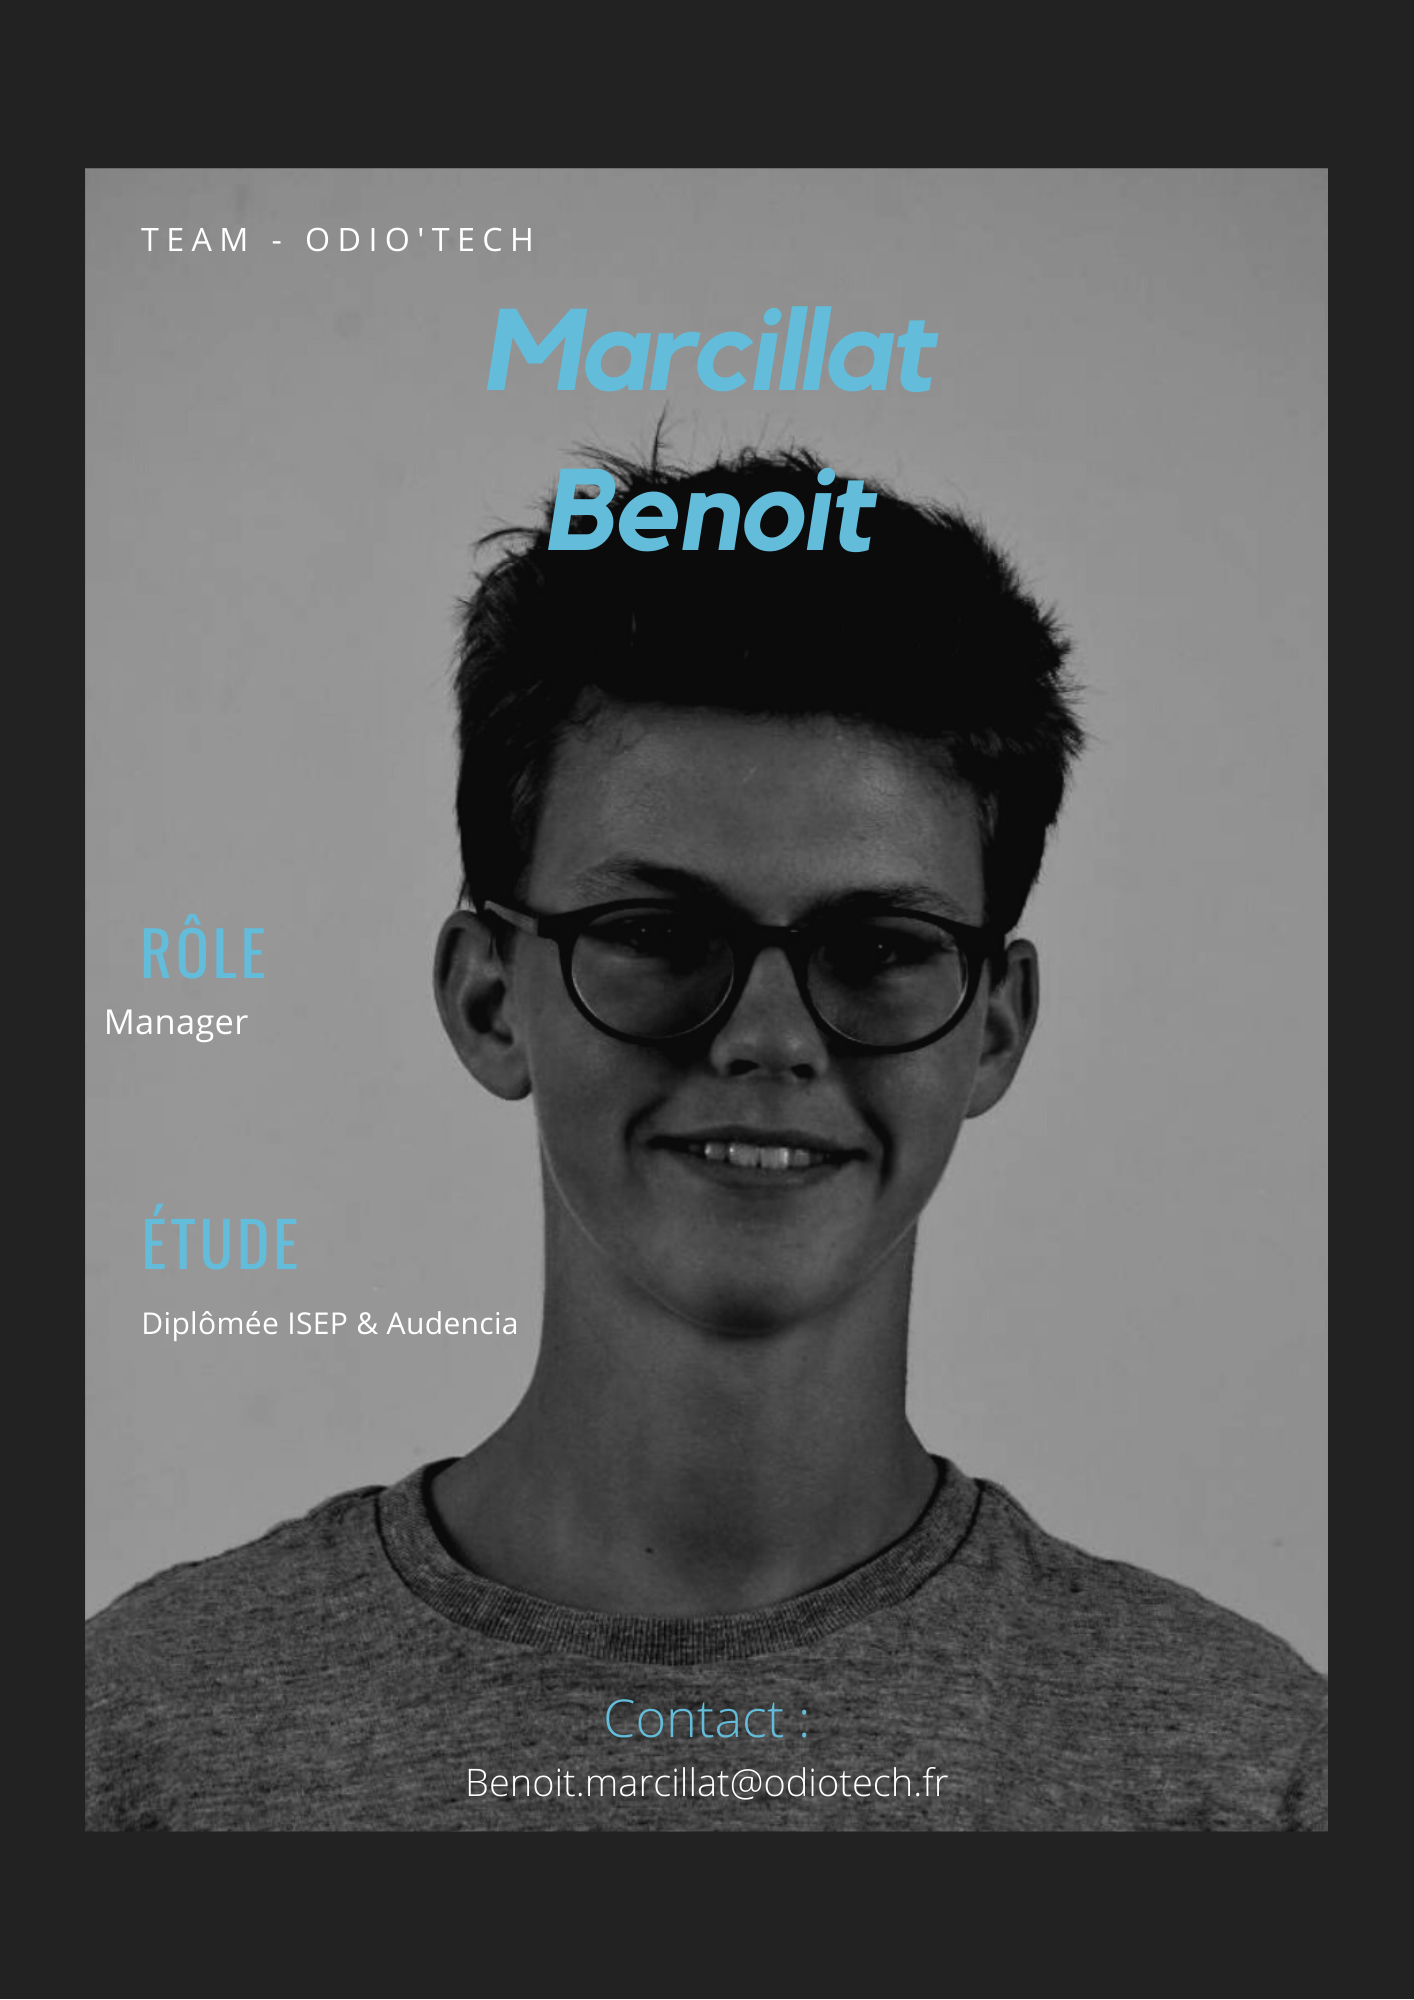 TEAM - ODIO'TECH
Marcillat
Benoit
RÔLE
Manager
ÉTUDE
Diplômée ISEP & Audencia
Contact :
Benoit.marcillat@odiotech.fr